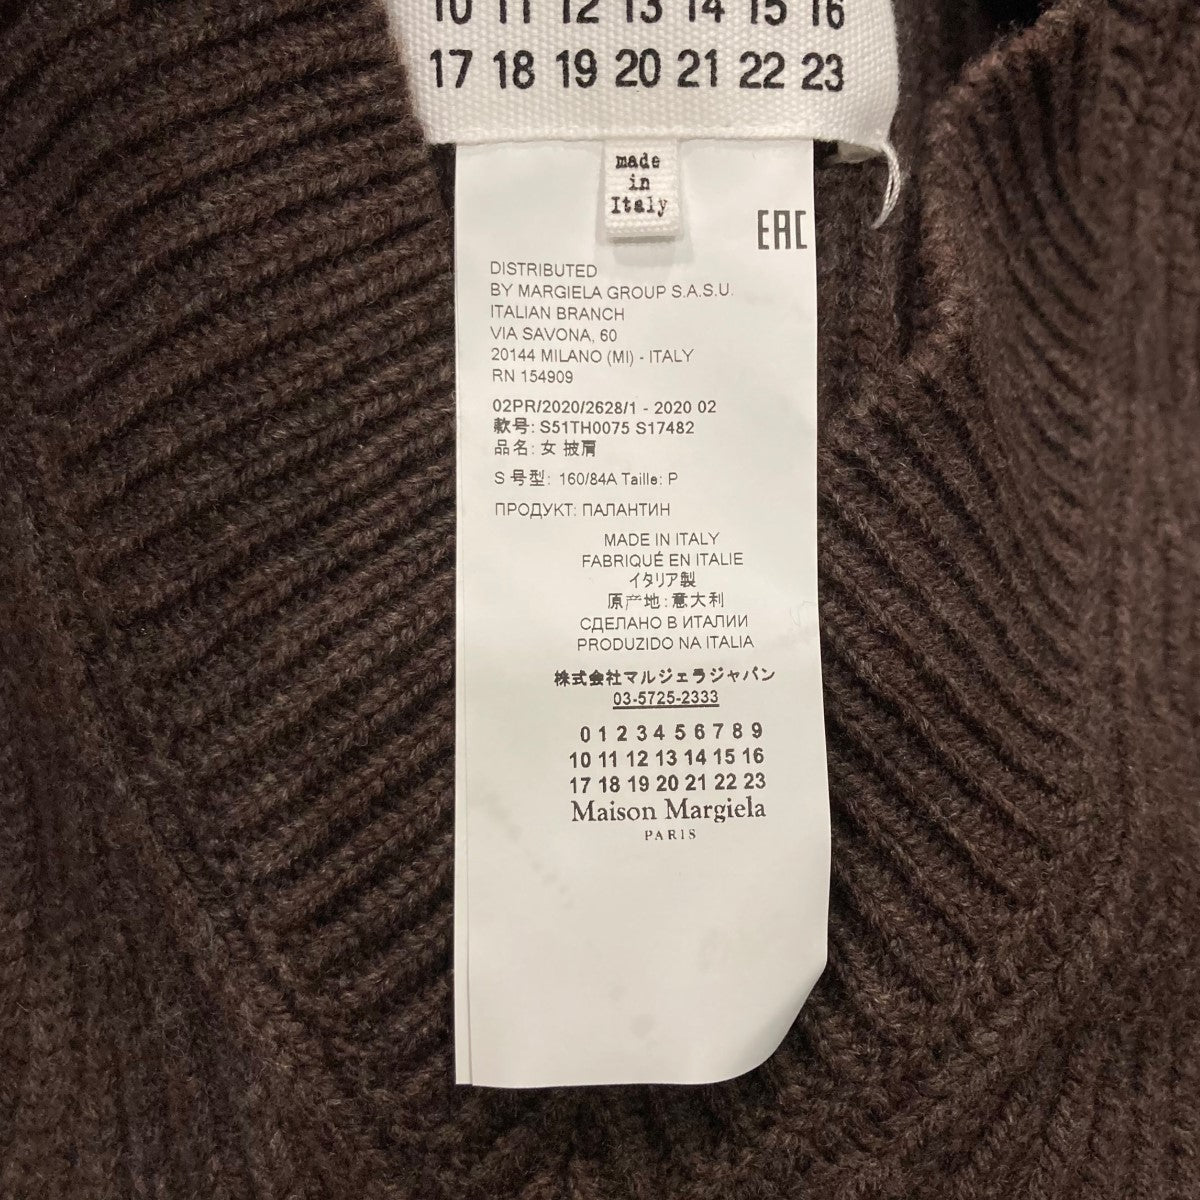 10 11 12 13 14 15 16
17 18 19 20 21 22 23
made
in
Italy
EAC
DISTRIBUTED
BY MARGIELA GROUP S.A.S.U.
ITALIAN BRANCH
VIA SAVONA, 60
20144 MILANO (MI) - ITALY
RN 154909
02PR/2020/2628/1 - 2020 02
款号: S51TH0075 S17482
品名: 女 披肩
S 号型: 160/84A Taille: P
ПРОДУКТ: ПАЛАНТИН
MADE IN ITALY
FABRIQUÉ EN ITALIE
イタリア製
原产地: 意大利
СДЕЛАНО В ИТАЛИИ
PRODUZIDO NA ITALIA
株式会社マルジェラジャパン
03-5725-2333
0 1 2 3 4 5 6 7 8 9
10 11 12 13 14 15 16
17 18 19 20 21 22 23
Maison Margiela
PARIS